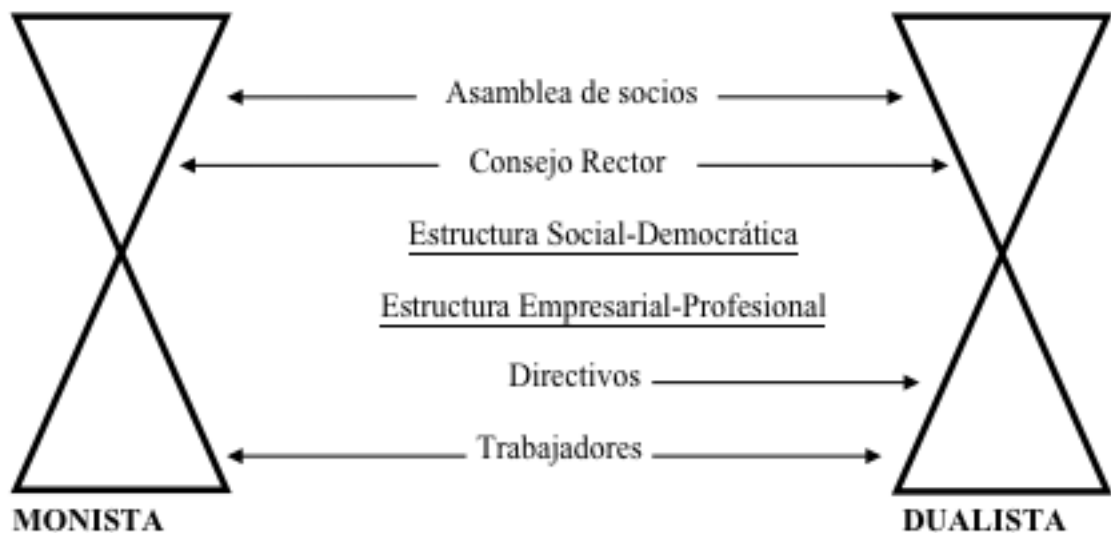 Asamblea de socios
Consejo Rector
Estructura Social-Democrática
Estructura Empresarial-Profesional
Directivos
Trabajadores
MONISTA
DUALISTA